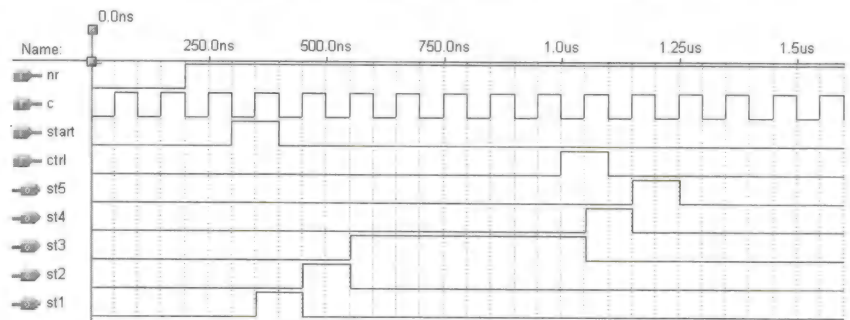 0.0ns
Name: 250.0ns 500.0ns 750.0ns 1.0us 1.25us 1.5us
nr
c
start
ctrl
st5
st4
st3
st2
st1